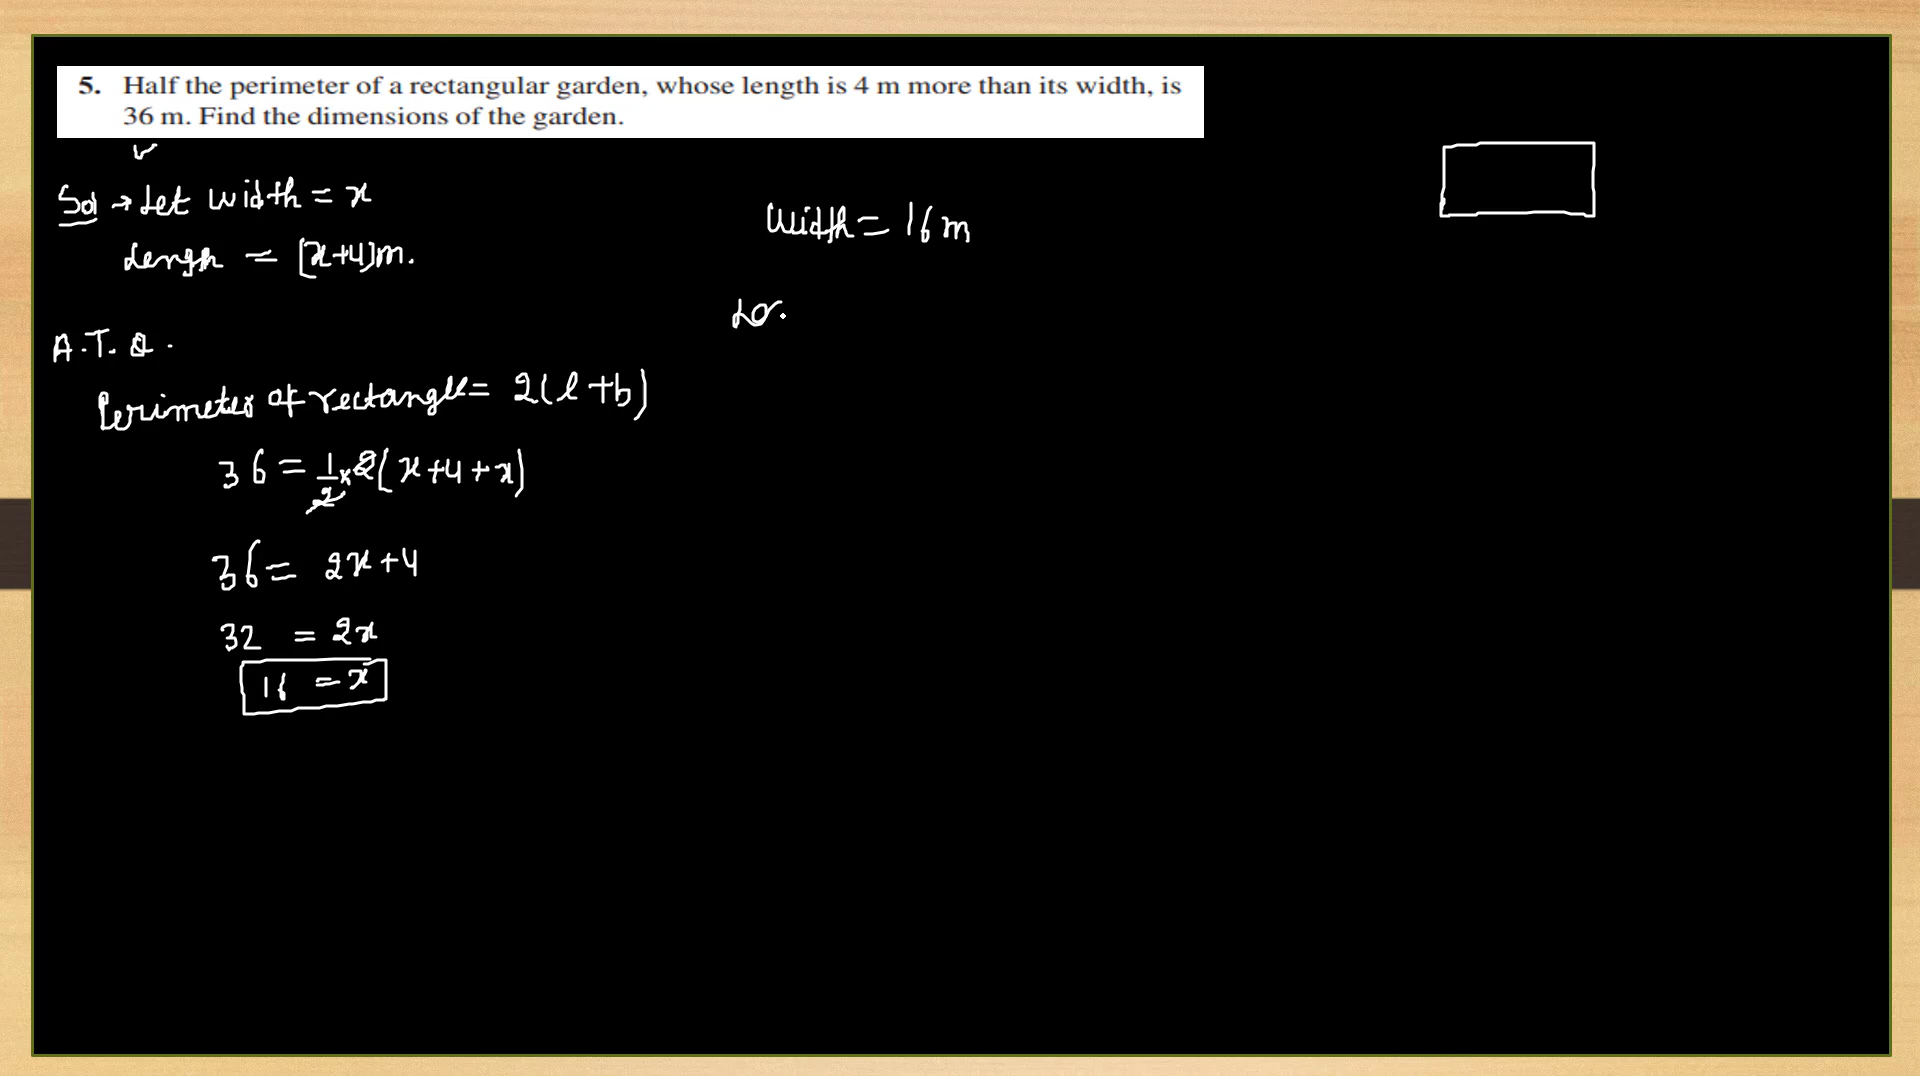 5. Half the perimeter of a rectangular garden, whose length is 4 m more than its width, is
36 m. Find the dimensions of the garden.
Sol → Let width = x
Length = [x+4]m.
A.T.Q.
Perimeter of rectangle = 2(l+b)
36 = 1/2 × 2(x+4+x)
36 = 2x+4
32 = 2x
16 = x
Width = 16m